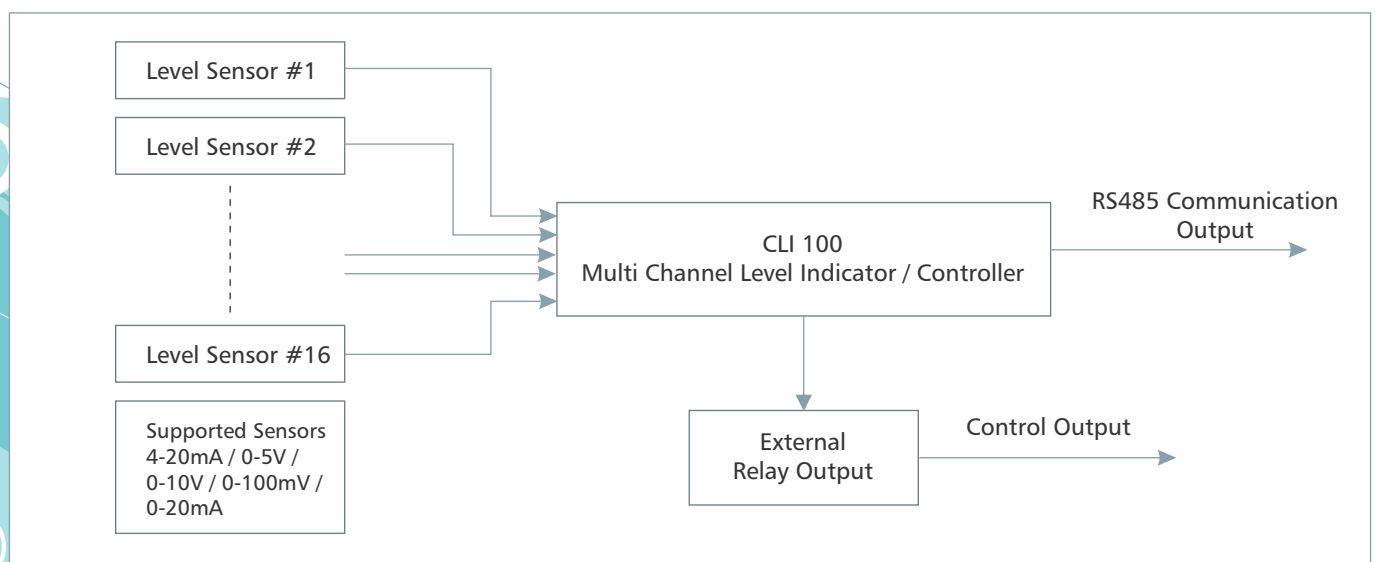 Level Sensor #1
Level Sensor #2
Level Sensor #16
Supported Sensors
4-20mA / 0-5V /
0-10V / 0-100mV /
0-20mA
CLI 100
Multi Channel Level Indicator / Controller
RS485 Communication
Output
External
Relay Output
Control Output